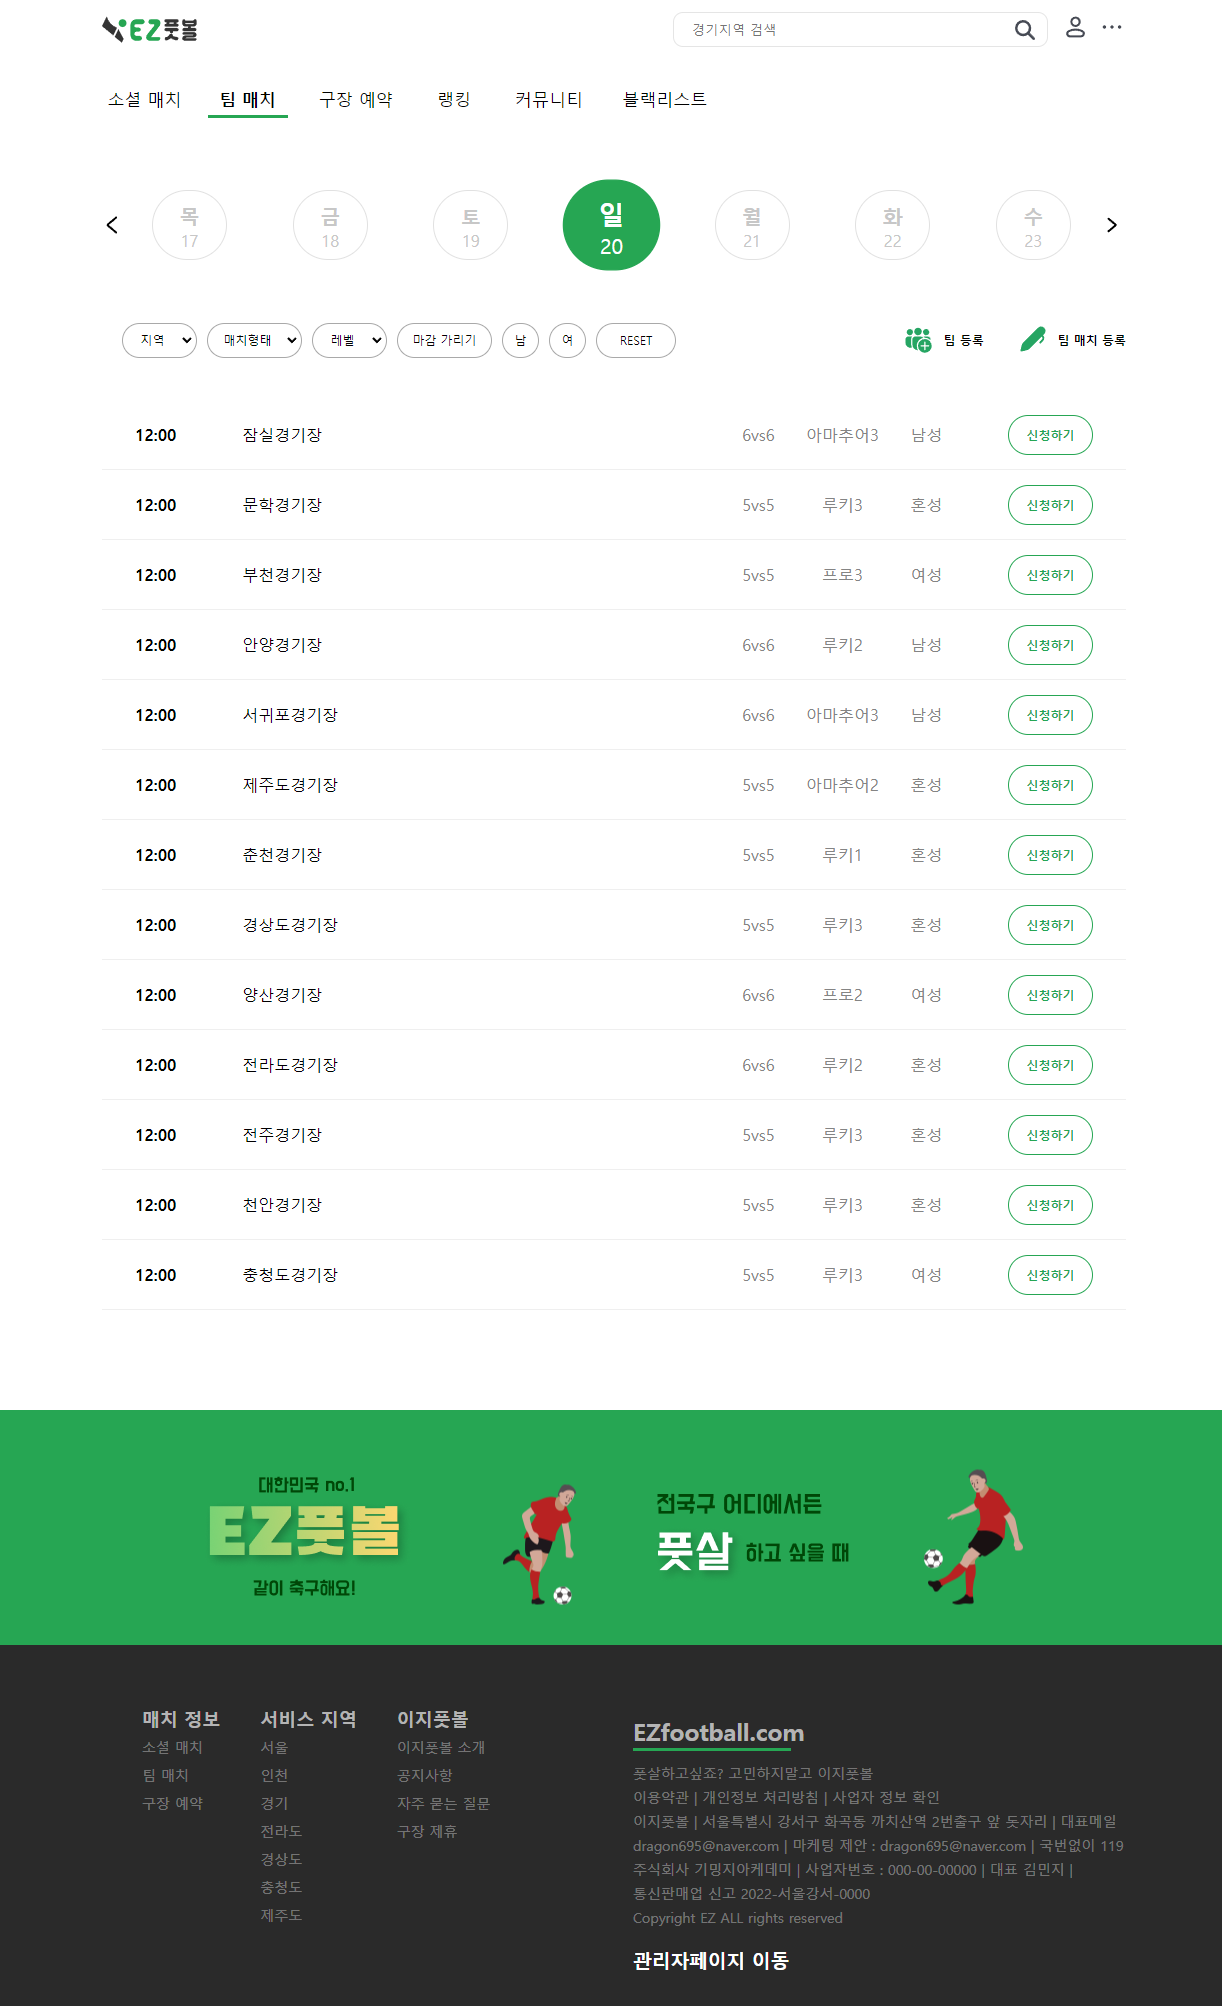 EZ풋볼
경기지역 검색
소셜 매치 팀 매치 구장 예약 랭킹 커뮤니티 블랙리스트
목 금 토 일 월 화 수
17 18 19 20 21 22 23
지역 매치형태 레벨 마감 가리기 남 여 RESET 팀 등록 팀 매치 등록
12:00 잠실경기장 6vs6 아마추어3 남성 신청하기
12:00 문학경기장 5vs5 루키3 혼성 신청하기
12:00 부천경기장 5vs5 프로3 여성 신청하기
12:00 안양경기장 6vs6 루키2 남성 신청하기
12:00 서귀포경기장 6vs6 아마추어3 남성 신청하기
12:00 제주도경기장 5vs5 아마추어2 혼성 신청하기
12:00 춘천경기장 5vs5 루키1 혼성 신청하기
12:00 경상도경기장 5vs5 루키3 혼성 신청하기
12:00 양산경기장 6vs6 프로2 여성 신청하기
12:00 전라도경기장 6vs6 루키2 혼성 신청하기
12:00 전주경기장 5vs5 루키3 혼성 신청하기
12:00 천안경기장 5vs5 루키3 혼성 신청하기
12:00 충청도경기장 5vs5 루키3 여성 신청하기
대한민국 no.1
EZ풋볼
같이 축구해요!
전국구 어디에서든
풋살 하고 싶을 때
매치 정보
소셜 매치
팀 매치
구장 예약
서비스 지역
서울
인천
경기
전라도
경상도
충청도
제주도
이지풋볼
이지풋볼 소개
공지사항
자주 묻는 질문
구장 제휴
EZfootball.com
풋살하고싶죠? 고민하지말고 이지풋볼
이용약관 | 개인정보 처리방침 | 사업자 정보 확인
이지풋볼 | 서울특별시 강서구 화곡동 까치산역 2번출구 앞 돗자리 | 대표메일
dragon695@naver.com | 마케팅 제안 : dragon695@naver.com | 국번없이 119
주식회사 기밍지아케데미 | 사업자번호 : 000-00-00000 | 대표 김민지 |
통신판매업 신고 2022-서울강서-0000
Copyright EZ ALL rights reserved
관리자페이지 이동